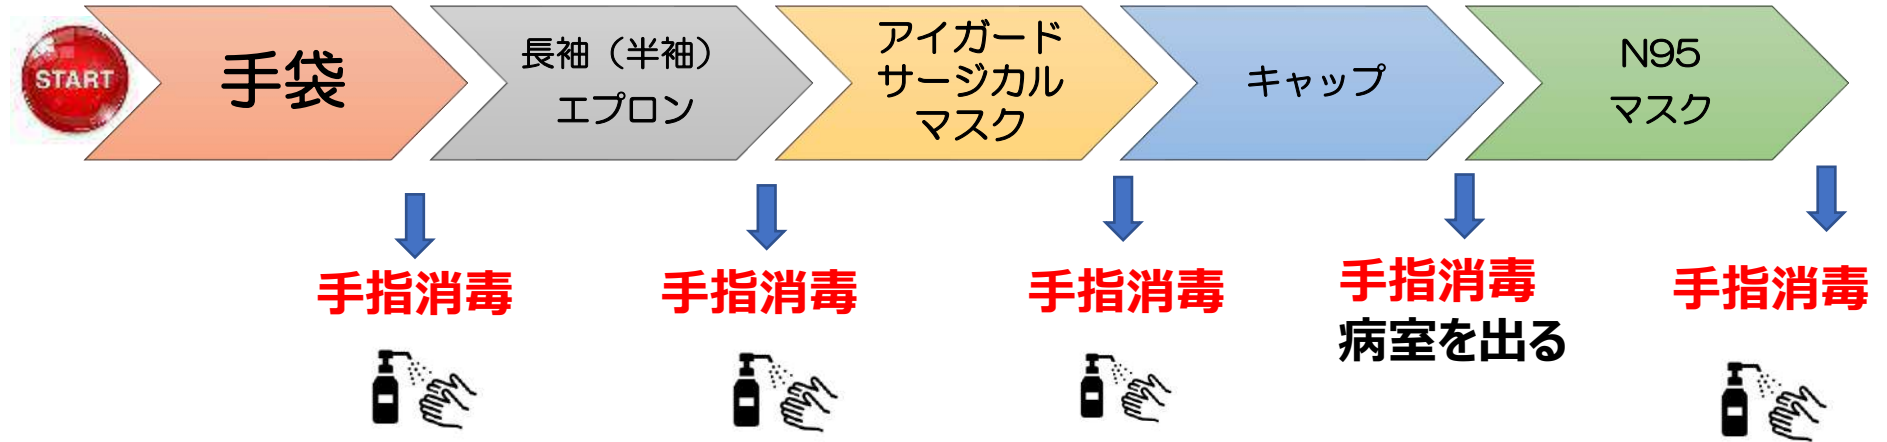 START
手袋
長袖（半袖）
エプロン
アイガード
サージカル
マスク
キャップ
N95
マスク
手指消毒
手指消毒
手指消毒
手指消毒
病室を出る
手指消毒